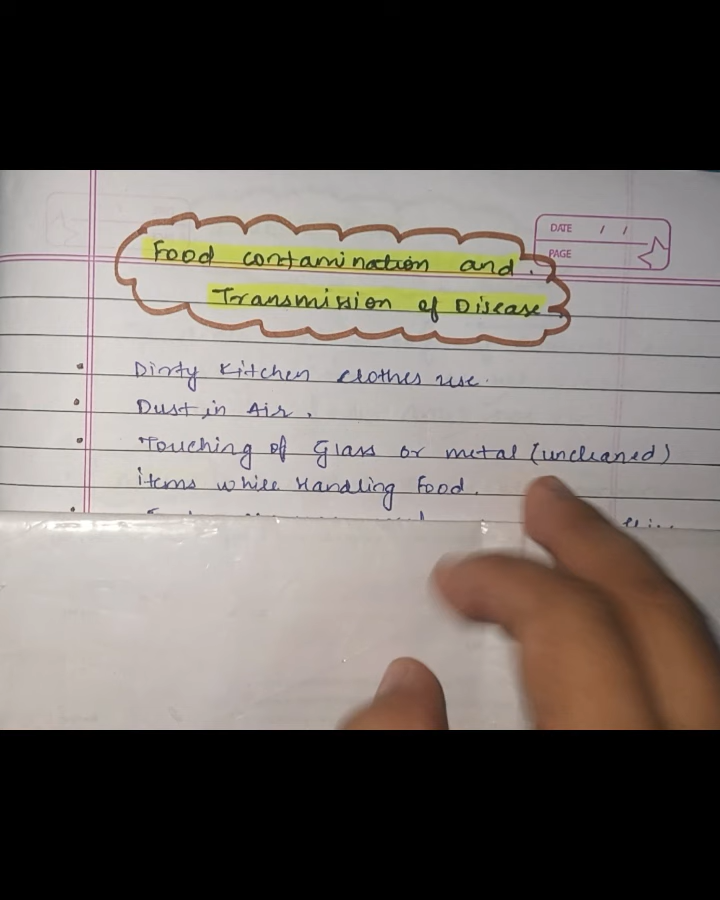 DATE / /
PAGE
Food contamination and.
Transmission of Disease
• Dirty Kitchen clothes use.
• Dust in Air.
• Touching of Glass or metal (uncleaned)
items while Handling Food.